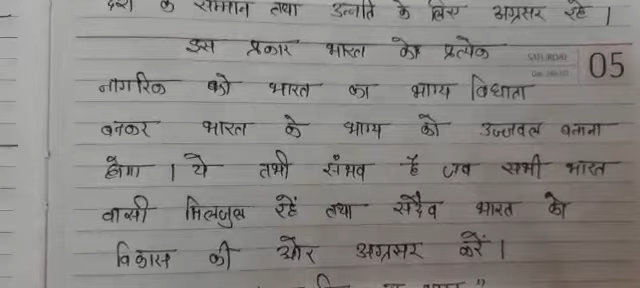 देश के सम्मान तथा उन्नति के लिए अग्रसर रहे ।
इस प्रकार भारत के प्रत्येक
SATURDAY
05
नागरिक को भारत का भाग्य विधाता
बनकर भारत के भाग्य को उज्जवल बनाना
होगा । ये तभी संभव है जब सभी भारत
वासी मिलजुल रहें तथा सदैव भारत को
विकास की ओर अग्रसर करें ।